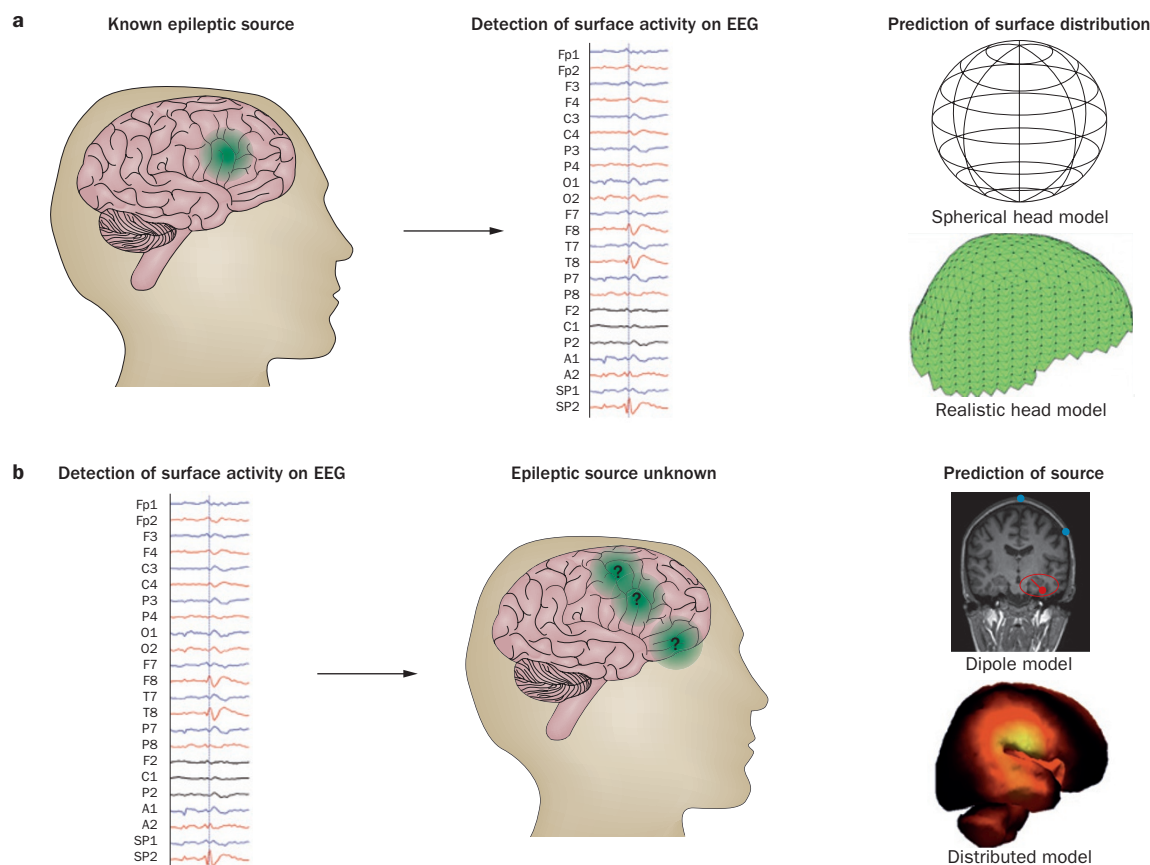 a
Known epileptic source
Detection of surface activity on EEG
Prediction of surface distribution
Fp1
Fp2
F3
F4
C3
C4
P3
P4
O1
O2
F7
F8
T7
T8
P7
P8
F2
C1
P2
A1
A2
SP1
SP2
Spherical head model
Realistic head model
b
Detection of surface activity on EEG
Epileptic source unknown
Prediction of source
Fp1
Fp2
F3
F4
C3
C4
P3
P4
O1
O2
F7
F8
T7
T8
P7
P8
F2
C1
P2
A1
A2
SP1
SP2
?
?
?
Dipole model
Distributed model